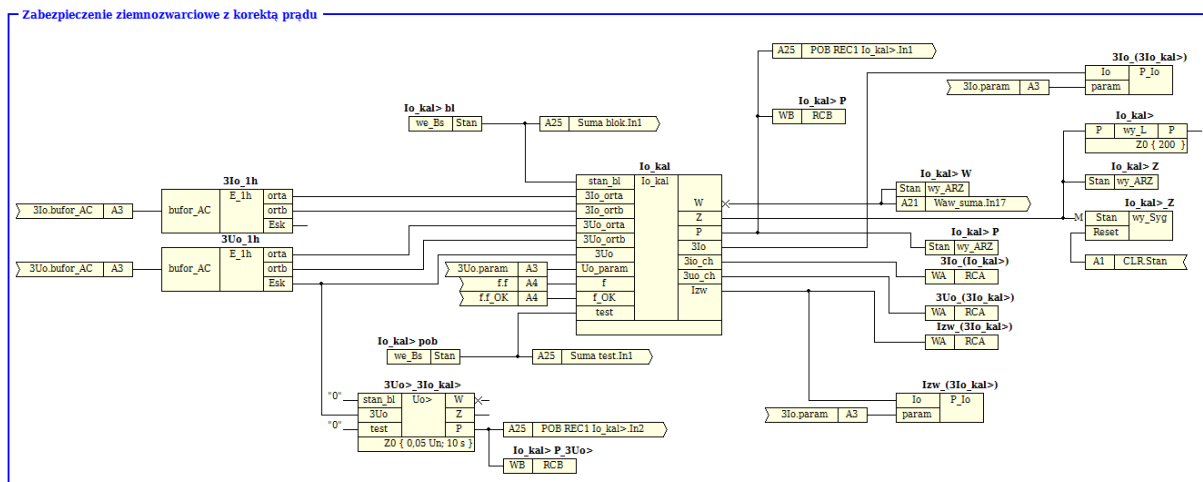 Zabezpieczenie ziemnozwarciowe z korektą prądu
A25 POB REC1 Io_kal>.In1
3Io_(3Io_kal>)
Io P_Io
3Io.param A3 param
Io_kal> bl
we_Bs Stan
A25 Suma blok.In1
Io_kal> P
WB RCB
Io_kal>
P wy_L P
Z0 { 200 }
Io_kal
stan_bl Io_kal
3Io_orta
3Io_ortb
3Uo_orta
3Uo_ortb
3Uo
Uo_param
f
f_OK
test
W
Z
P
3Io
3io_ch
3uo_ch
Izw
3Io_1h
3Io.bufor_AC A3
bufor_AC E_1h orta
ortb
Esk
3Uo_1h
3Uo.bufor_AC A3
bufor_AC E_1h orta
ortb
Esk
3Uo.param A3
f.f A4
f.f_OK A4
Io_kal> W
Stan wy_ARZ
A21 Waw_suma.In17
Io_kal> Z
Stan wy_ARZ
Io_kal>_Z
M Stan wy_Syg
Reset
A1 CLR.Stan
Io_kal> P
Stan wy_ARZ
3Io_(Io_kal>)
WA RCA
3Uo_(3Io_kal>)
WA RCA
Izw_(3Io_kal>)
WA RCA
Io_kal> pob
we_Bs Stan
A25 Suma test.In1
3Uo>_3Io_kal>
"0" stan_bl Uo> W
3Uo Z
"0" test P
Z0 { 0,05 Un; 10 s }
A25 POB REC1 Io_kal>.In2
Io_kal> P_3Uo>
WB RCB
Izw_(3Io_kal>)
Io P_Io
3Io.param A3 param